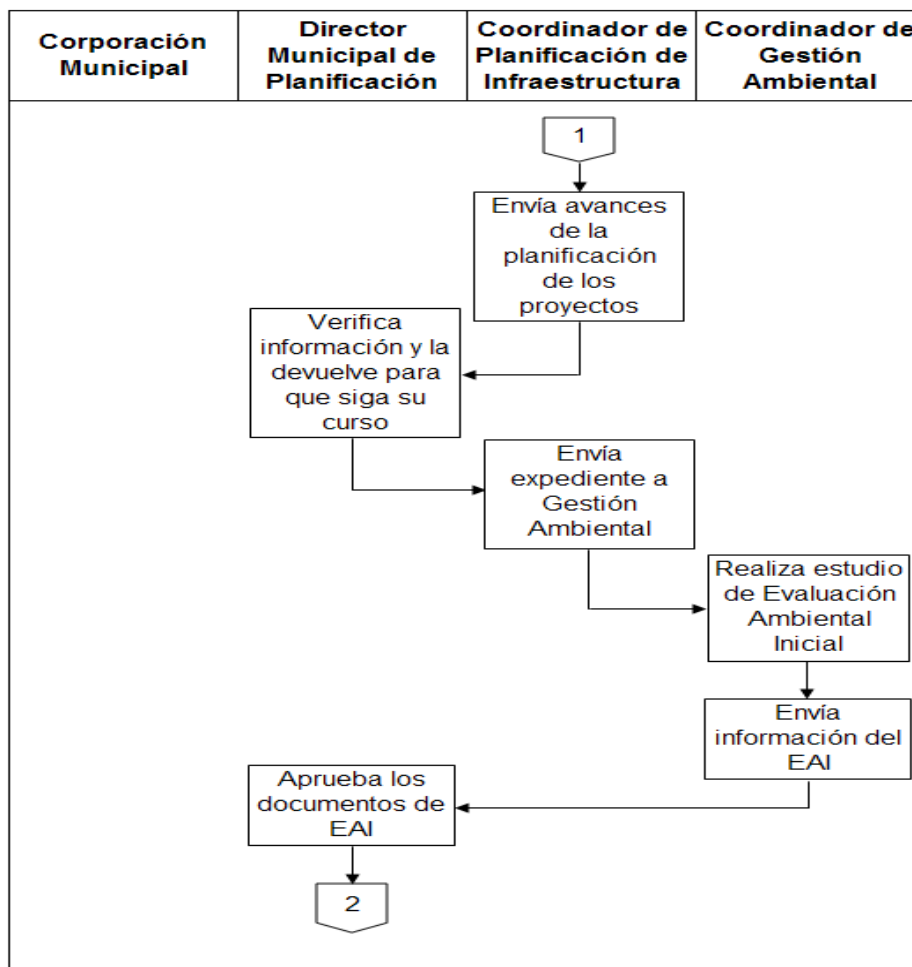 Corporación
Municipal
Director
Municipal de
Planificación
Coordinador de
Planificación de
Infraestructura
Coordinador de
Gestión
Ambiental
1
Envía avances
de la
planificación
de los
proyectos
Verifica
información y la
devuelve para
que siga su
curso
Envía
expediente a
Gestión
Ambiental
Realiza estudio
de Evaluación
Ambiental
Inicial
Envía
información del
EAI
Aprueba los
documentos de
EAI
2